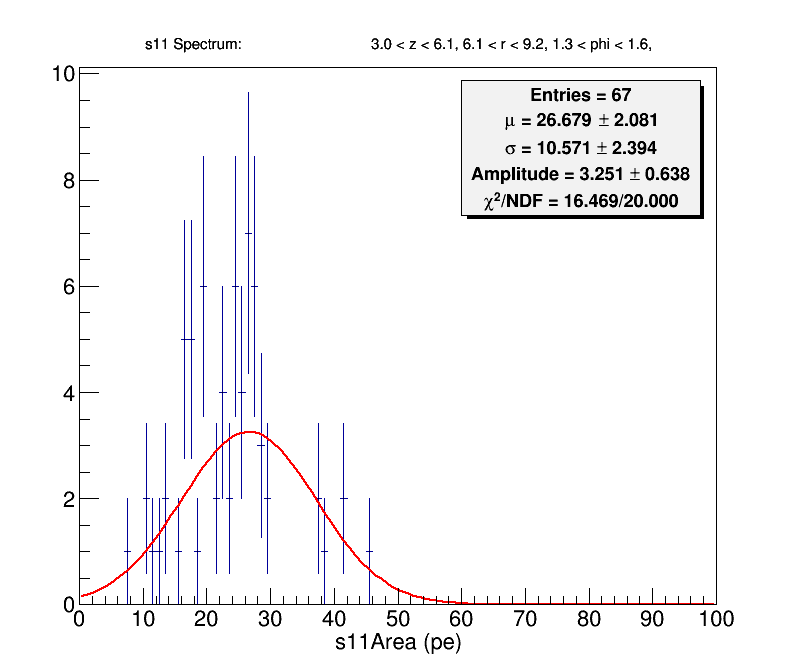 s11 Spectrum: 3.0 < z < 6.1, 6.1 < r < 9.2, 1.3 < phi < 1.6,
Entries = 67
μ = 26.679 ± 2.081
σ = 10.571 ± 2.394
Amplitude = 3.251 ± 0.638
χ²/NDF = 16.469/20.000
10
8
6
4
2
0
0 10 20 30 40 50 60 70 80 90 100
s11Area (pe)